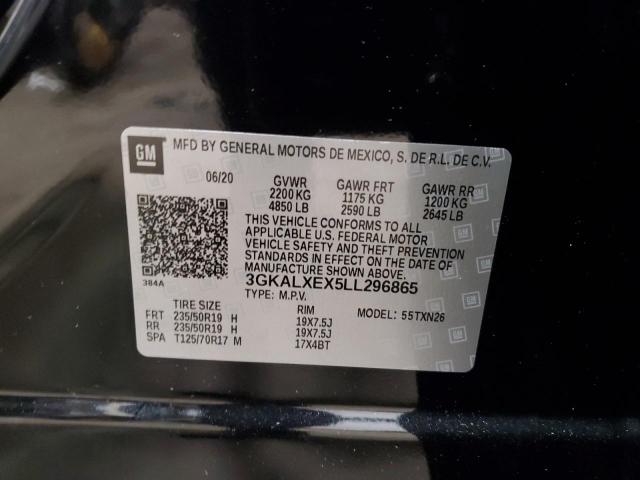 GM MFD BY GENERAL MOTORS DE MEXICO, S. DE R.L. DE C.V.
06/20 GVWR GAWR FRT GAWR RR
2200 KG 1175 KG 1200 KG
4850 LB 2590 LB 2645 LB
THIS VEHICLE CONFORMS TO ALL
APPLICABLE U.S. FEDERAL MOTOR
VEHICLE SAFETY AND THEFT PREVENTION
STANDARDS IN EFFECT ON THE DATE OF
MANUFACTURE SHOWN ABOVE.
384A 3GKALXEX5LL296865
TYPE: M.P.V.
TIRE SIZE RIM MODEL: 55TXN26
FRT 235/50R19 H 19X7.5J
RR 235/50R19 H 19X7.5J
SPA T125/70R17 M 17X4BT